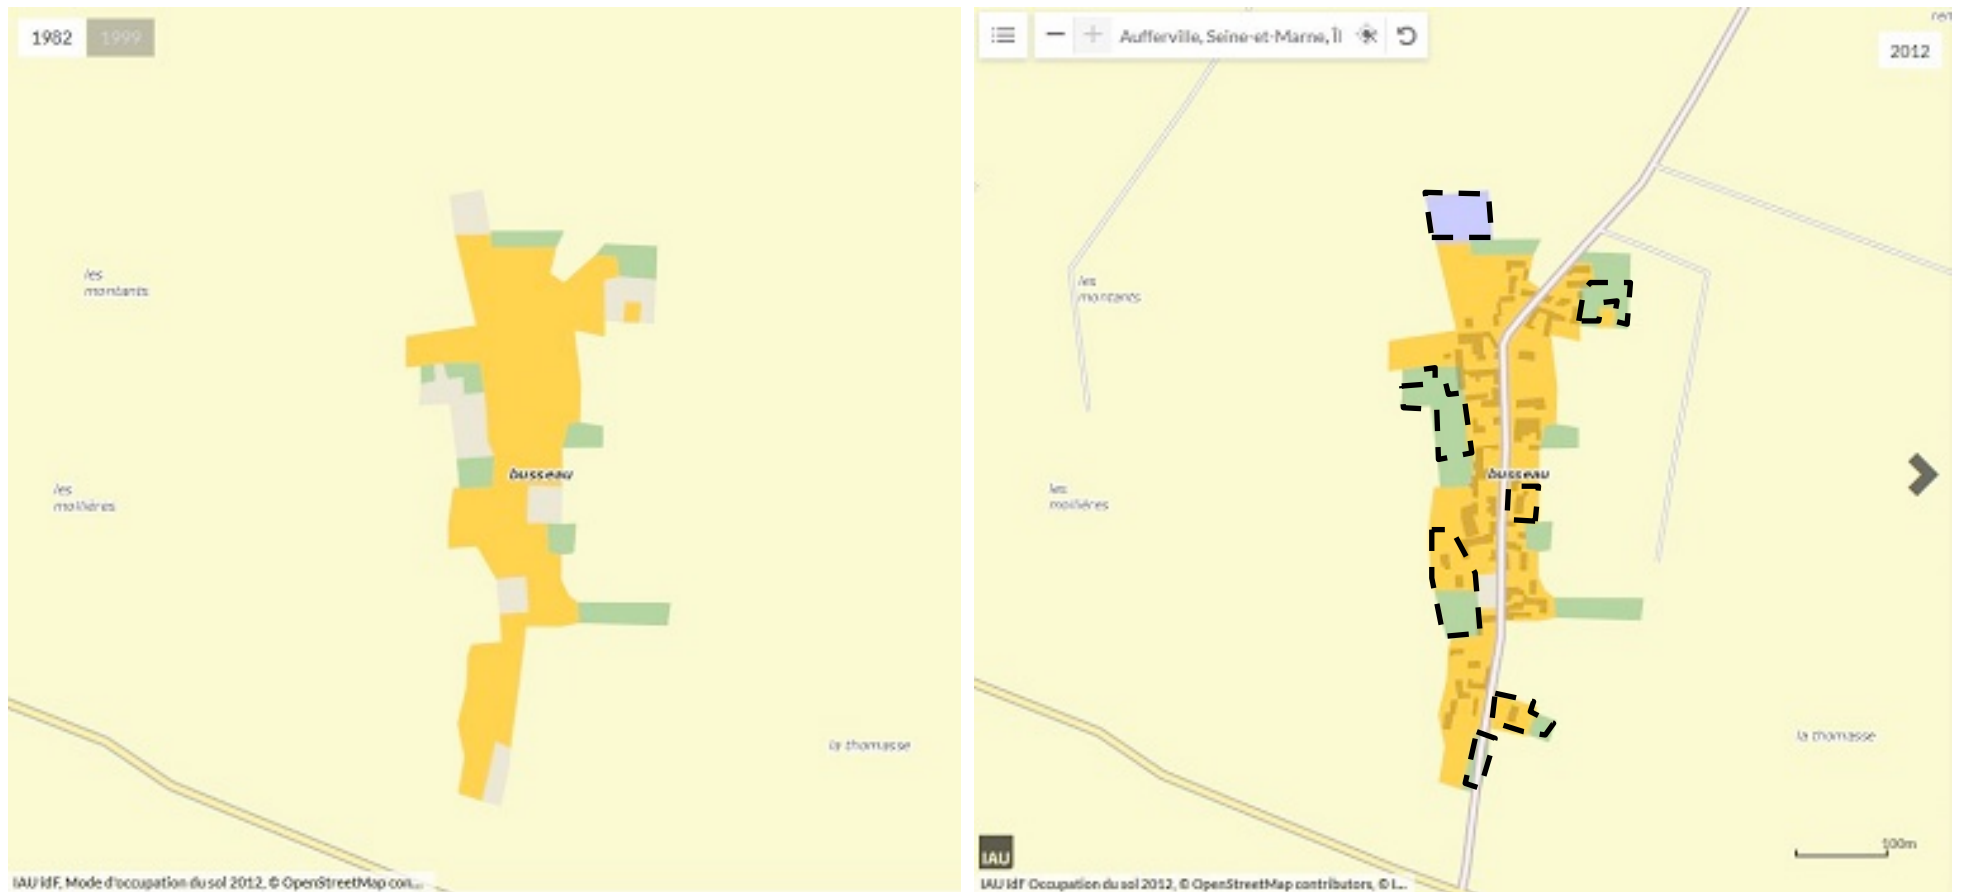 1982 1999
les
montants
busseau
les
mollières
la thomasse
IAU îdF, Mode d'occupation du sol 2012, © OpenStreetMap con...
Aufferville, Seine-et-Marne, Îl
2012
les
montants
busseau
les
mollières
la thomasse
IAU
100m
IAU îdF Occupation du sol 2012, © OpenStreetMap contributors, © I...